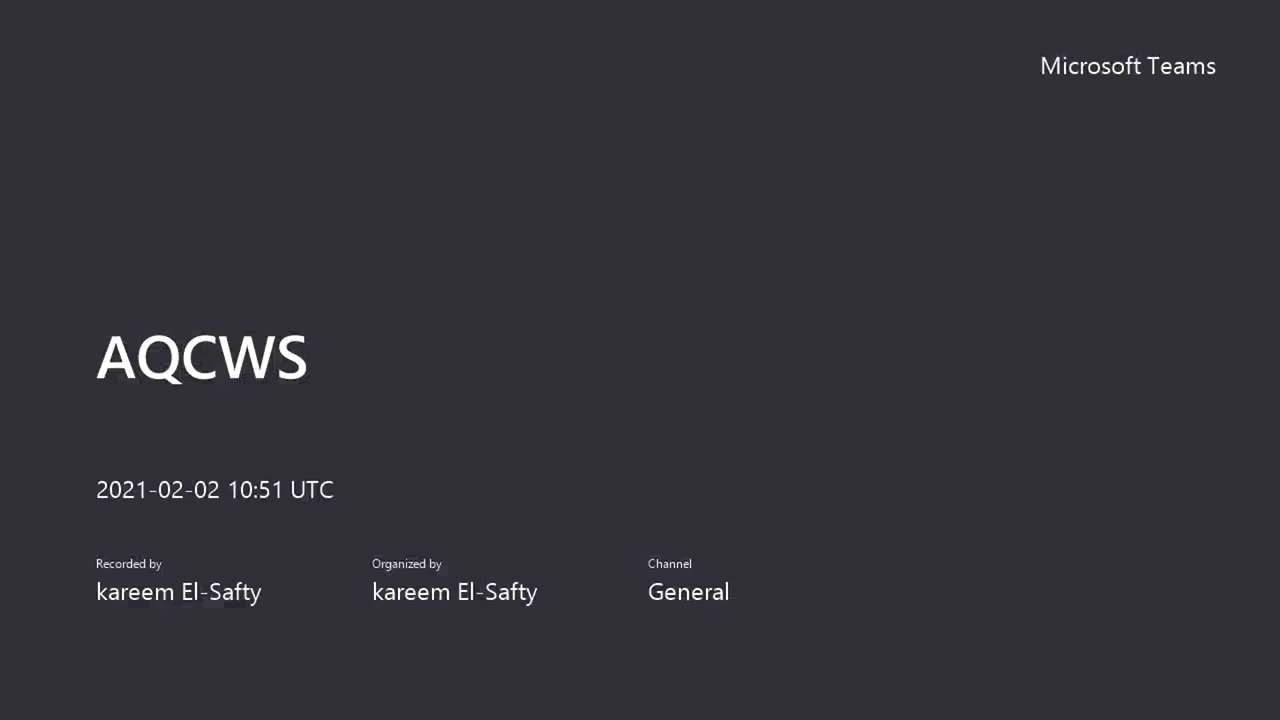 Microsoft Teams
AQCWS
2021-02-02 10:51 UTC
Recorded by
kareem El-Safty
Organized by
kareem El-Safty
Channel
General